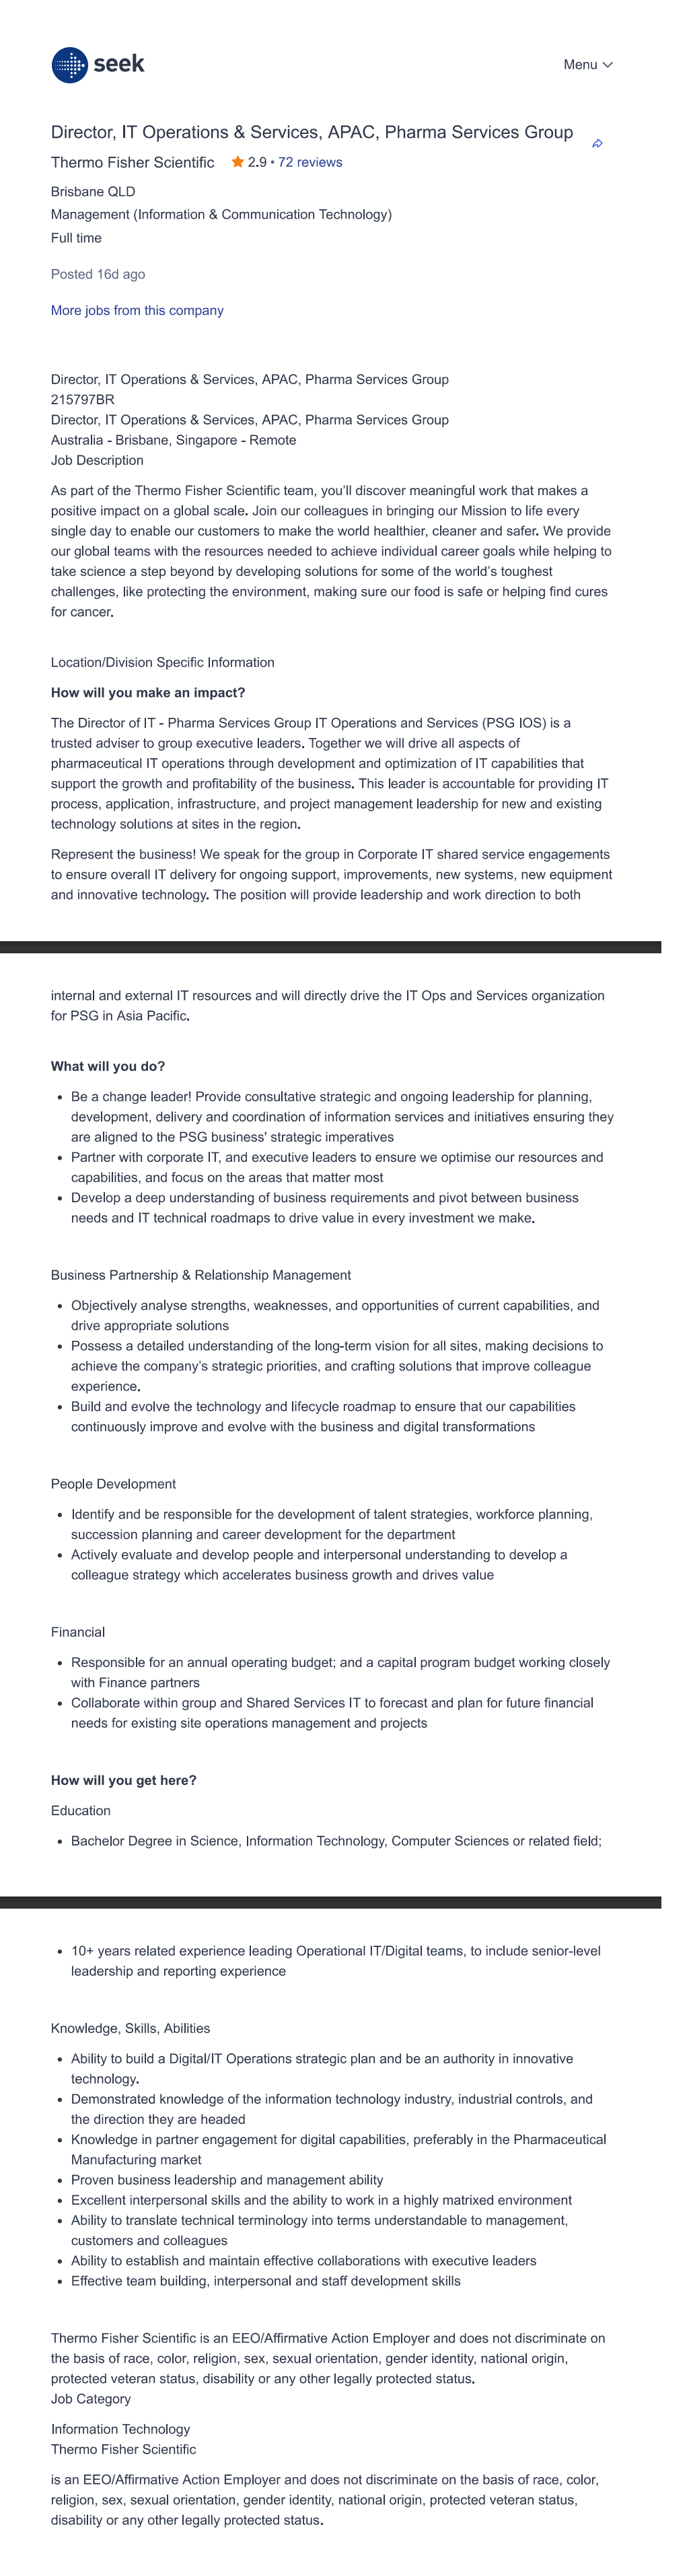 seek
Menu
Director, IT Operations & Services, APAC, Pharma Services Group
Thermo Fisher Scientific 2.9 • 72 reviews
Brisbane QLD
Management (Information & Communication Technology)
Full time
Posted 16d ago
More jobs from this company
Director, IT Operations & Services, APAC, Pharma Services Group
215797BR
Director, IT Operations & Services, APAC, Pharma Services Group
Australia - Brisbane, Singapore - Remote
Job Description
As part of the Thermo Fisher Scientific team, you’ll discover meaningful work that makes a
positive impact on a global scale. Join our colleagues in bringing our Mission to life every
single day to enable our customers to make the world healthier, cleaner and safer. We provide
our global teams with the resources needed to achieve individual career goals while helping to
take science a step beyond by developing solutions for some of the world’s toughest
challenges, like protecting the environment, making sure our food is safe or helping find cures
for cancer.
Location/Division Specific Information
How will you make an impact?
The Director of IT - Pharma Services Group IT Operations and Services (PSG IOS) is a
trusted adviser to group executive leaders. Together we will drive all aspects of
pharmaceutical IT operations through development and optimization of IT capabilities that
support the growth and profitability of the business. This leader is accountable for providing IT
process, application, infrastructure, and project management leadership for new and existing
technology solutions at sites in the region.
Represent the business! We speak for the group in Corporate IT shared service engagements
to ensure overall IT delivery for ongoing support, improvements, new systems, new equipment
and innovative technology. The position will provide leadership and work direction to both
internal and external IT resources and will directly drive the IT Ops and Services organization
for PSG in Asia Pacific.
What will you do?
• Be a change leader! Provide consultative strategic and ongoing leadership for planning,
development, delivery and coordination of information services and initiatives ensuring they
are aligned to the PSG business' strategic imperatives
• Partner with corporate IT, and executive leaders to ensure we optimise our resources and
capabilities, and focus on the areas that matter most
• Develop a deep understanding of business requirements and pivot between business
needs and IT technical roadmaps to drive value in every investment we make.
Business Partnership & Relationship Management
• Objectively analyse strengths, weaknesses, and opportunities of current capabilities, and
drive appropriate solutions
• Possess a detailed understanding of the long-term vision for all sites, making decisions to
achieve the company’s strategic priorities, and crafting solutions that improve colleague
experience.
• Build and evolve the technology and lifecycle roadmap to ensure that our capabilities
continuously improve and evolve with the business and digital transformations
People Development
• Identify and be responsible for the development of talent strategies, workforce planning,
succession planning and career development for the department
• Actively evaluate and develop people and interpersonal understanding to develop a
colleague strategy which accelerates business growth and drives value
Financial
• Responsible for an annual operating budget; and a capital program budget working closely
with Finance partners
• Collaborate within group and Shared Services IT to forecast and plan for future financial
needs for existing site operations management and projects
How will you get here?
Education
• Bachelor Degree in Science, Information Technology, Computer Sciences or related field;
• 10+ years related experience leading Operational IT/Digital teams, to include senior-level
leadership and reporting experience
Knowledge, Skills, Abilities
• Ability to build a Digital/IT Operations strategic plan and be an authority in innovative
technology.
• Demonstrated knowledge of the information technology industry, industrial controls, and
the direction they are headed
• Knowledge in partner engagement for digital capabilities, preferably in the Pharmaceutical
Manufacturing market
• Proven business leadership and management ability
• Excellent interpersonal skills and the ability to work in a highly matrixed environment
• Ability to translate technical terminology into terms understandable to management,
customers and colleagues
• Ability to establish and maintain effective collaborations with executive leaders
• Effective team building, interpersonal and staff development skills
Thermo Fisher Scientific is an EEO/Affirmative Action Employer and does not discriminate on
the basis of race, color, religion, sex, sexual orientation, gender identity, national origin,
protected veteran status, disability or any other legally protected status.
Job Category
Information Technology
Thermo Fisher Scientific
is an EEO/Affirmative Action Employer and does not discriminate on the basis of race, color,
religion, sex, sexual orientation, gender identity, national origin, protected veteran status,
disability or any other legally protected status.